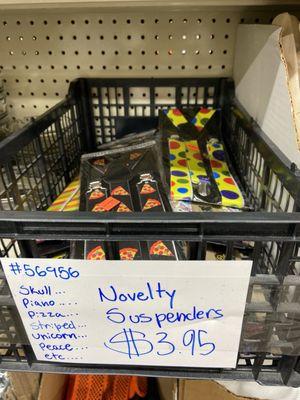 #56956
Skull...
Piano....
Pizza....
Striped...
unicorn...
Peace...
etc....
Novelty
Suspenders
$3.95